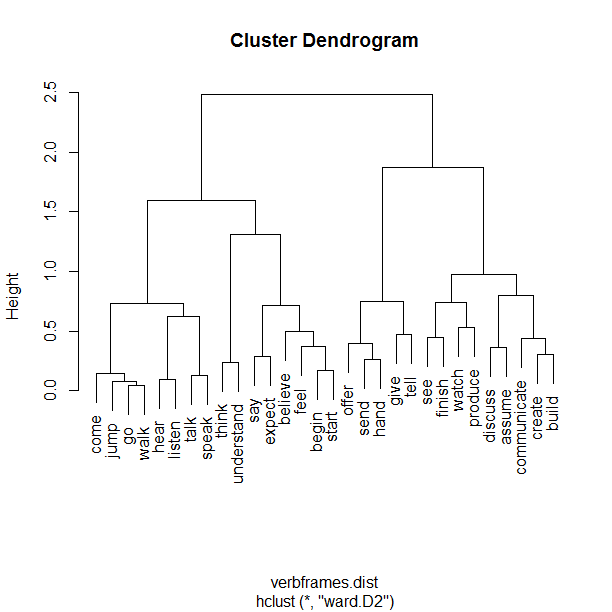 Cluster Dendrogram
Height
0.0
0.5
1.0
1.5
2.0
2.5
come
jump
go
walk
hear
listen
talk
speak
think
understand
say
expect
believe
feel
begin
start
offer
send
hand
give
tell
see
finish
watch
produce
discuss
assume
communicate
create
build
verbframes.dist
hclust (*, "ward.D2")